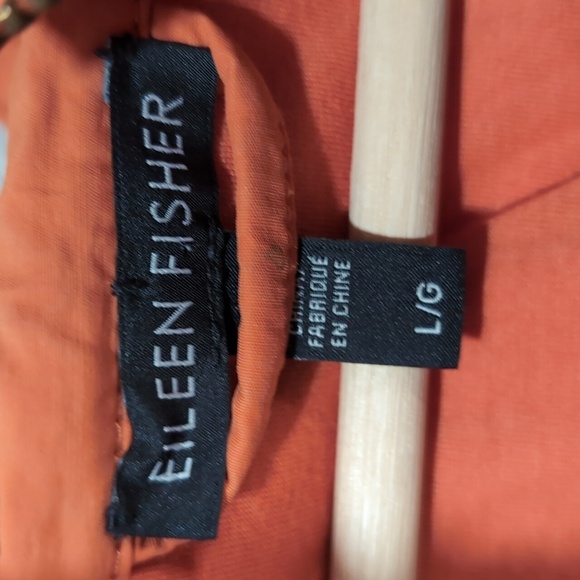 EILEEN FISHER
FABRIQUÉ
EN CHINE
L/G